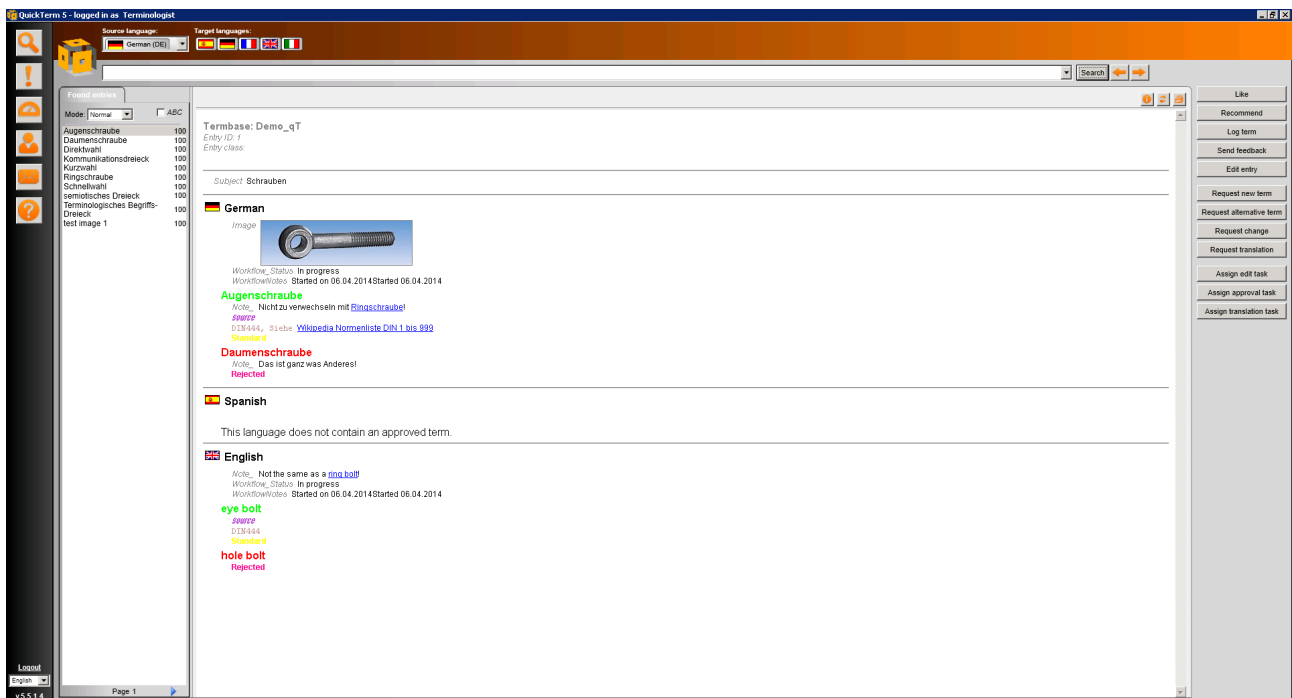 QuickTerm 5 - logged in as Terminologist
Source language:
Target languages:
German (DE)
Search
Found entries
Mode: Normal
ABC
Augenschraube 100
Daumenschraube 100
Direktwahl 100
Kommunikationsdreieck 100
Kurzwahl 100
Ringschraube 100
Schnellwahl 100
semiotisches Dreieck 100
Terminologisches Begriffs-
Dreieck 100
test image 1 100
Page 1
Termbase: Demo_qT
Entry ID: 1
Entry class:
Subject Schrauben
German
Image
Workflow_Status In progress
WorkflowNotes Started on 06.04.2014Started 06.04.2014
Augenschraube
Note_ Nicht zu verwechseln mit Ringschraube!
source
DIN444, Siehe Wikipedia Normenliste DIN 1 bis 999
Standard
Daumenschraube
Note_ Das ist ganz was Anderes!
Rejected
Spanish
This language does not contain an approved term.
English
Note_ Not the same as a ring bolt!
Workflow_Status In progress
WorkflowNotes Started on 06.04.2014Started 06.04.2014
eye bolt
source
DIN444
Standard
hole bolt
Rejected
Like
Recommend
Log term
Send feedback
Edit entry
Request new term
Request alternative term
Request change
Request translation
Assign edit task
Assign approval task
Assign translation task
Logout
English
v5.5.1.4